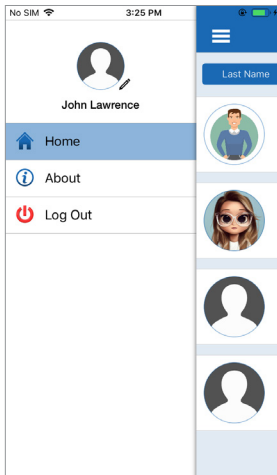 No SIM 3:25 PM
John Lawrence
Home
About
Log Out
Last Name